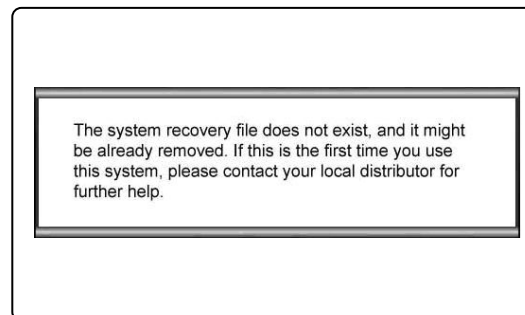 The system recovery file does not exist, and it might
be already removed. If this is the first time you use
this system, please contact your local distributor for
further help.